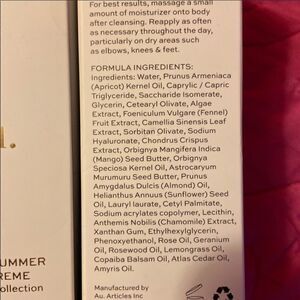 For best results, massage a small
amount of moisturizer onto body
after cleansing. Reapply as often
as necessary throughout the day,
particularly on dry areas such
as elbows, knees & feet.
FORMULA INGREDIENTS:
Ingredients: Water, Prunus Armeniaca
(Apricot) Kernel Oil, Caprylic / Capric
Triglyceride, Saccharide Isomerate,
Glycerin, Cetearyl Olivate, Algae
Extract, Foeniculum Vulgare (Fennel)
Fruit Extract, Camellia Sinensis Leaf
Extract, Sorbitan Olivate, Sodium
Hyaluronate, Chondrus Crispus
Extract, Orbignya Mangifera Indica
(Mango) Seed Butter, Orbignya
Speciosa Kernel Oil, Astrocaryum
Murumuru Seed Butter, Prunus
Amygdalus Dulcis (Almond) Oil,
Helianthus Annuus (Sunflower) Seed
Oil, Lauryl laurate, Cetyl Palmitate,
Sodium acrylates copolymer, Lecithin,
Anthemis Nobilis (Chamomile) Extract,
Xanthan Gum, Ethylhexylglycerin,
Phenoxyethanol, Rose Oil, Geranium
Oil, Rosewood Oil, Lemongrass Oil,
Copaiba Balsam Oil, Atlas Cedar Oil,
Amyris Oil.
Manufactured by
Au. Articles Inc
UMMER
REME
ollection